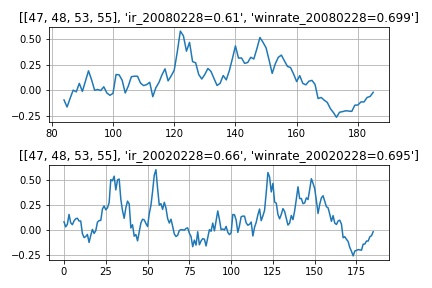 [[47, 48, 53, 55], 'ir_20080228=0.61', 'winrate_20080228=0.699']
0.50
0.25
0.00
−0.25
80 100 120 140 160 180
[[47, 48, 53, 55], 'ir_20020228=0.66', 'winrate_20020228=0.695']
0.50
0.25
0.00
−0.25
0 25 50 75 100 125 150 175